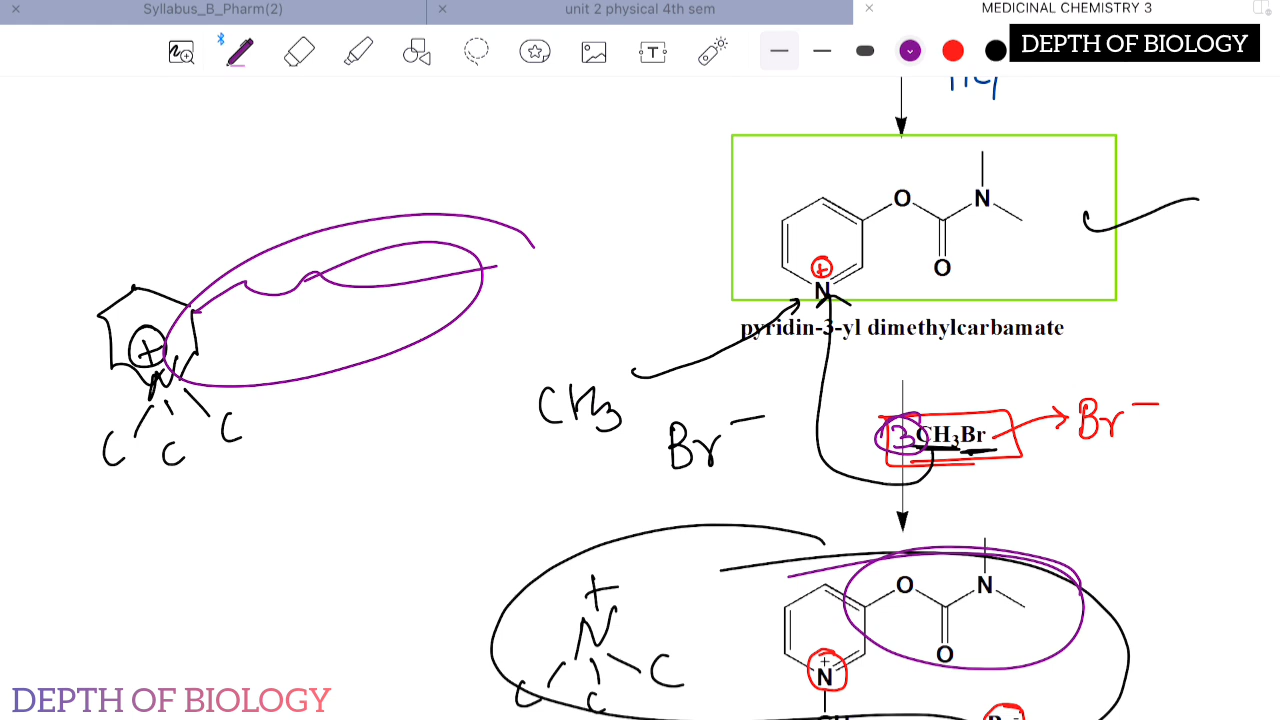 Syllabus_B_Pharm(2)
unit 2 physical 4th sem
MEDICINAL CHEMISTRY 3
T
DEPTH OF BIOLOGY
O
N
O
+
N
pyridin-3-yl dimethylcarbamate
+
N
C C C
CH3
Br−
3
CH3Br
Br−
+
N
C C C
O
N
O
+
N
DEPTH OF BIOLOGY